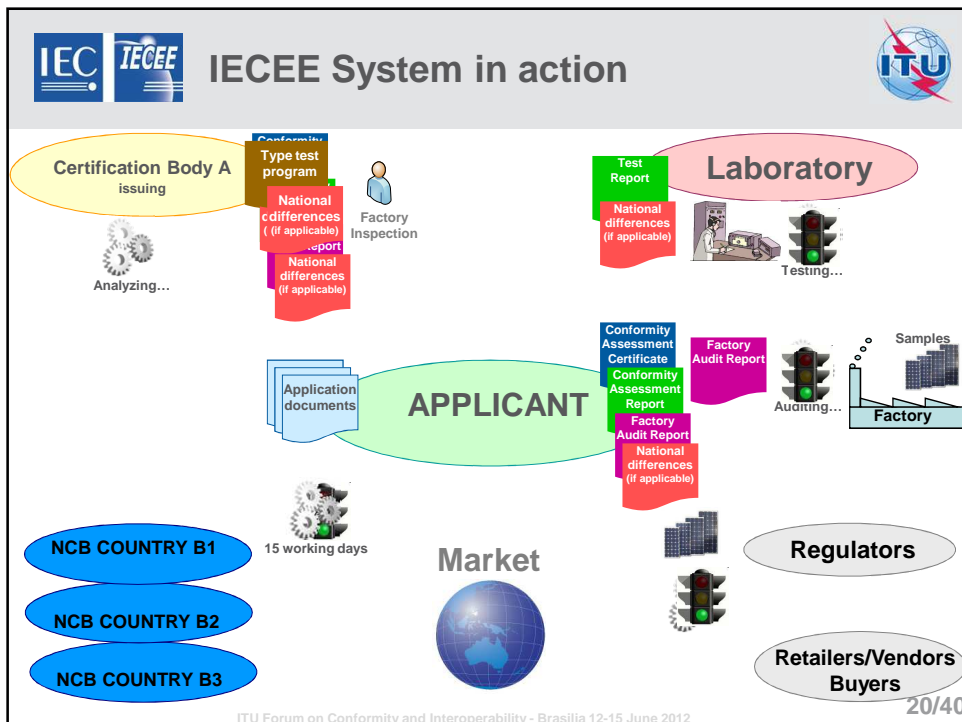 IEC IECEE
IECEE System in action
ITU
Certification Body A
issuing
Conformity
Type test
program
National
differences
(if applicable)
Report
National
differences
(if applicable)
Factory
Inspection
Analyzing…
Test
Report
National
differences
(if applicable)
Laboratory
Testing…
Application
documents
APPLICANT
Conformity
Assessment
Certificate
Conformity
Assessment
Report
Factory
Audit Report
National
differences
(if applicable)
Factory
Audit Report
Auditing…
Samples
Factory
NCB COUNTRY B1
NCB COUNTRY B2
NCB COUNTRY B3
15 working days
Market
Regulators
Retailers/Vendors
Buyers
ITU Forum on Conformity and Interoperability - Brasilia 12-15 June 2012
20/40